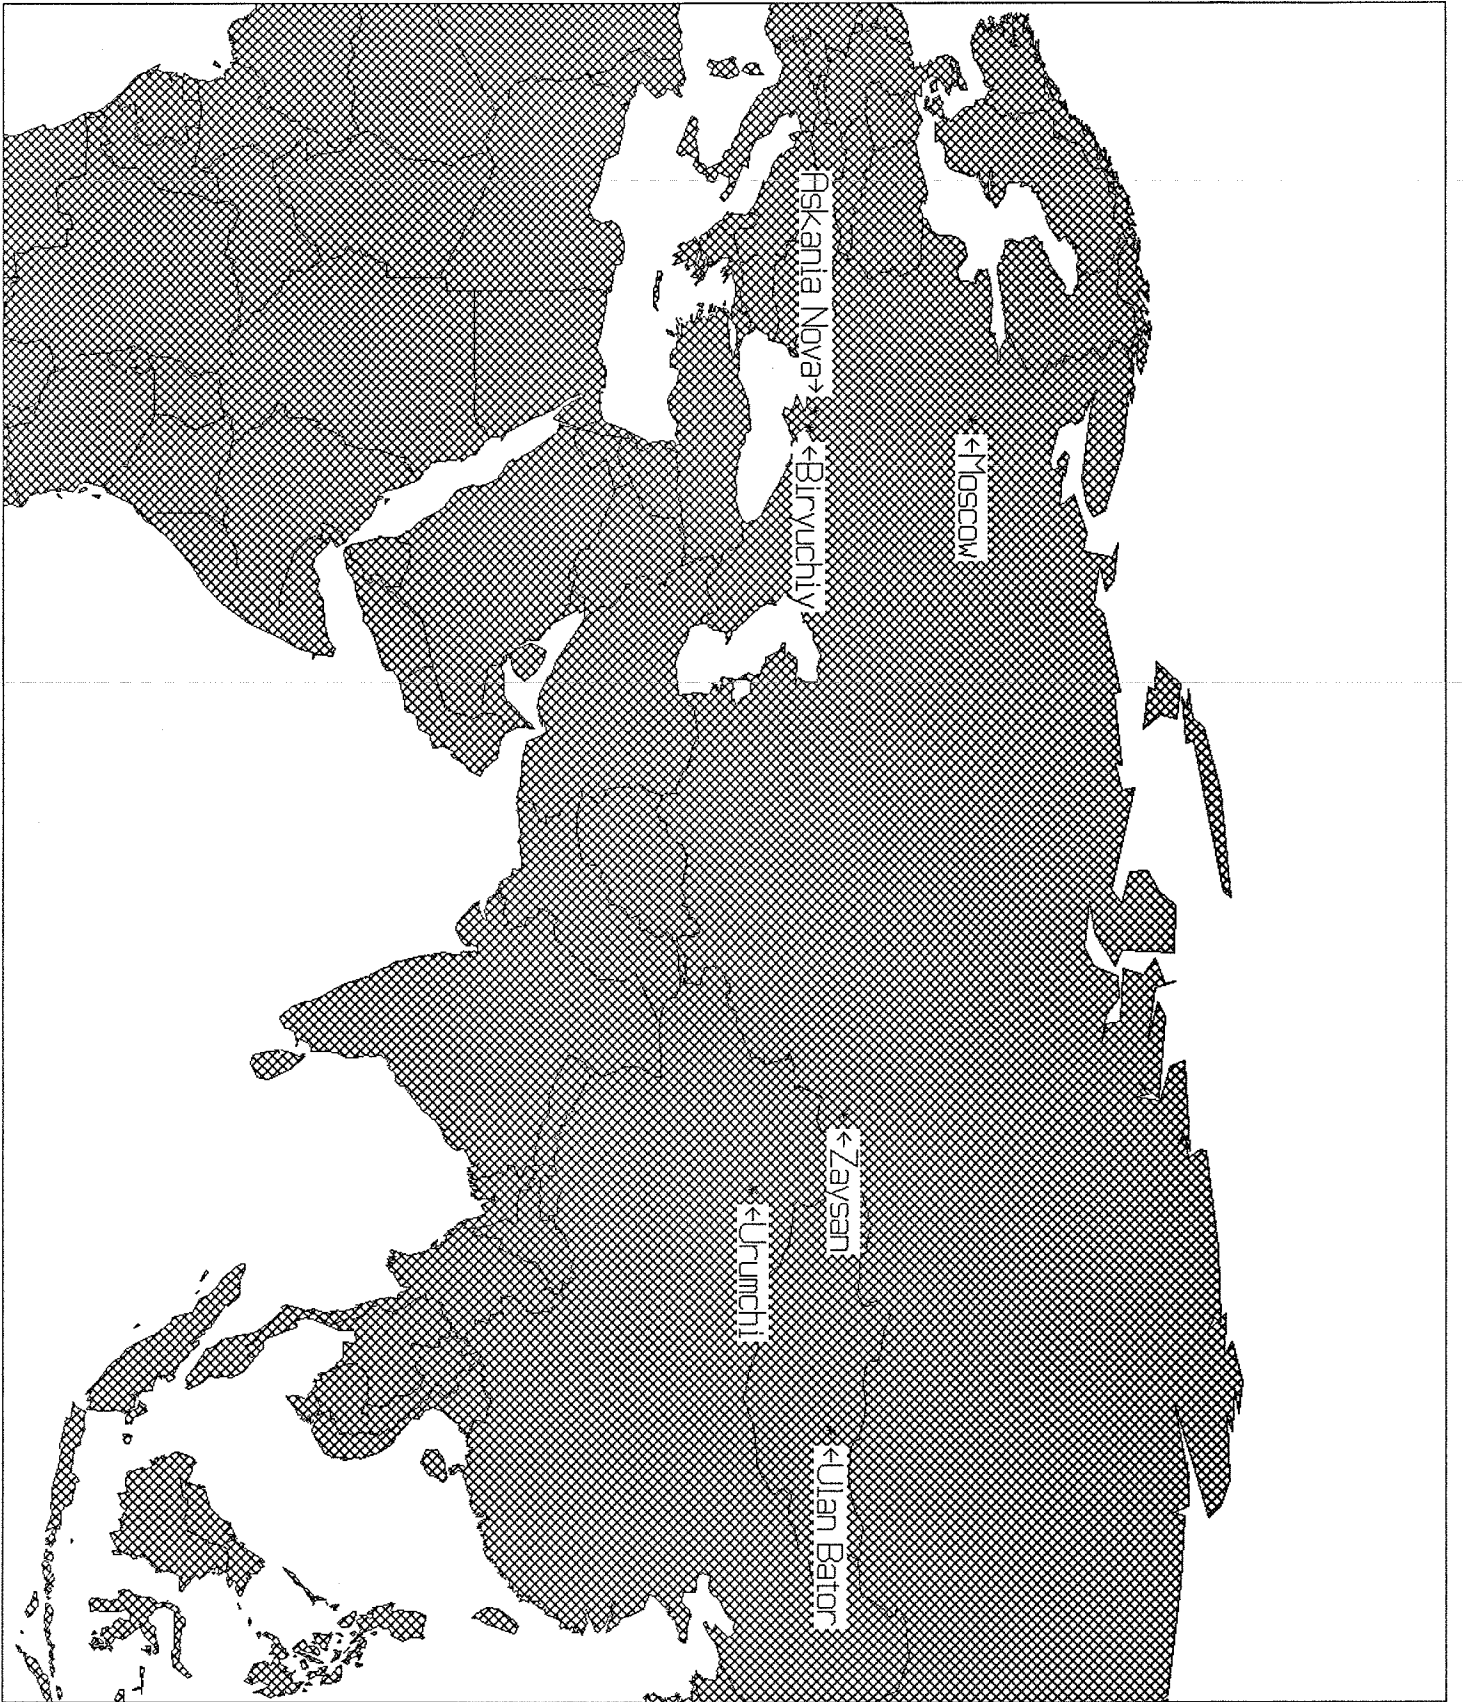 ←Moscow
Askania Nova→
←Biryuchiy
←Zaysan
←Ulan Bator
←Urumchi